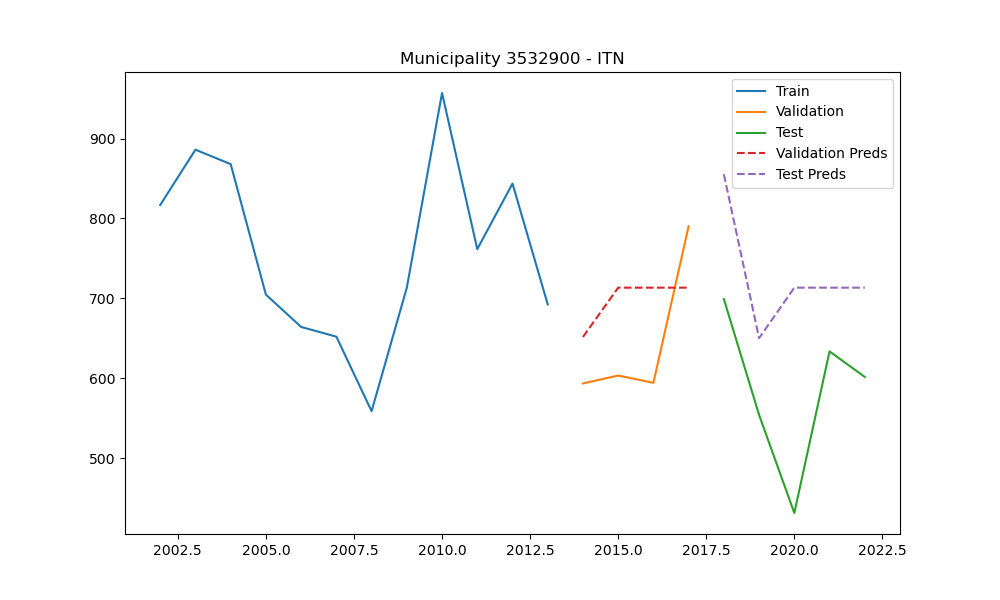 Municipality 3532900 - ITN
Train
Validation
Test
Validation Preds
Test Preds
900
800
700
600
500
2002.5 2005.0 2007.5 2010.0 2012.5 2015.0 2017.5 2020.0 2022.5